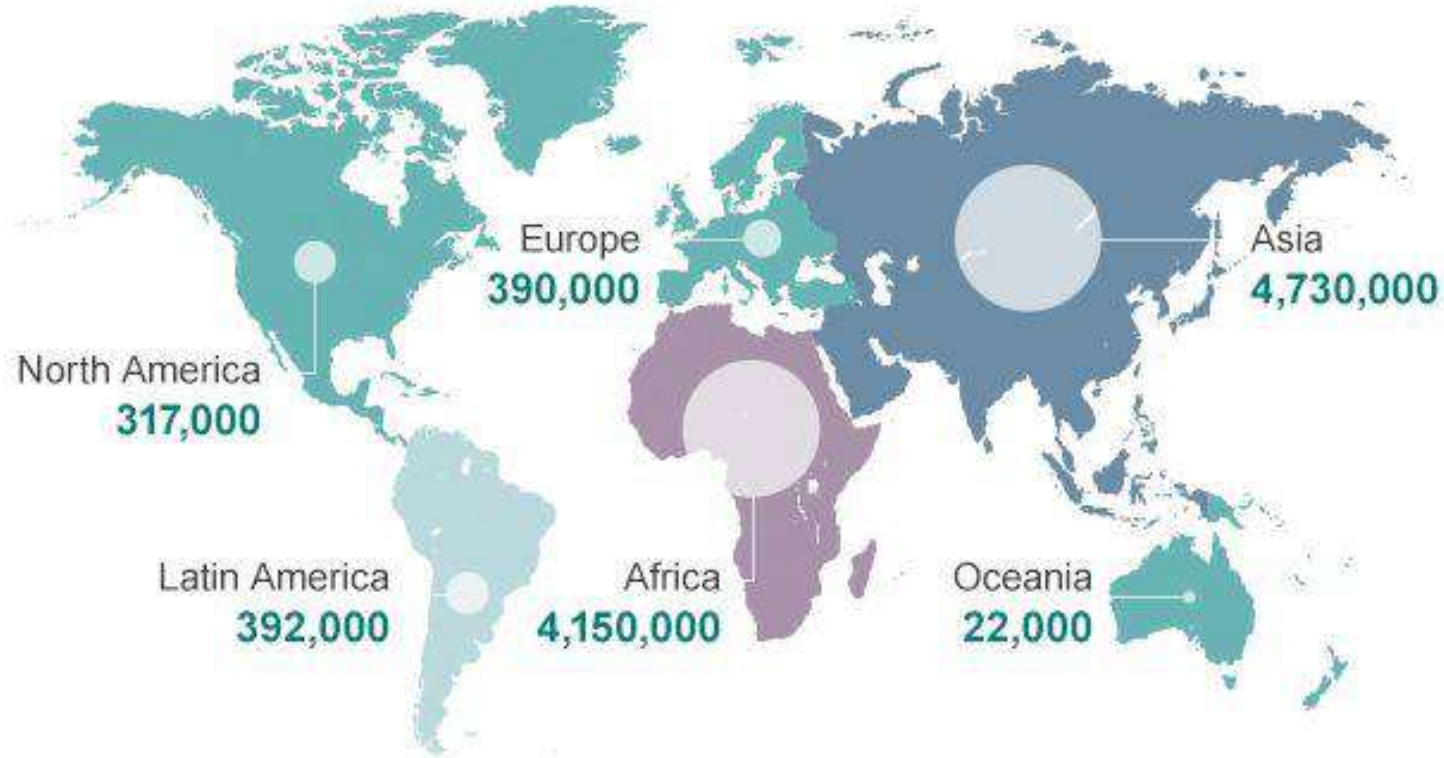 Europe
390,000
Asia
4,730,000
North America
317,000
Latin America
392,000
Africa
4,150,000
Oceania
22,000